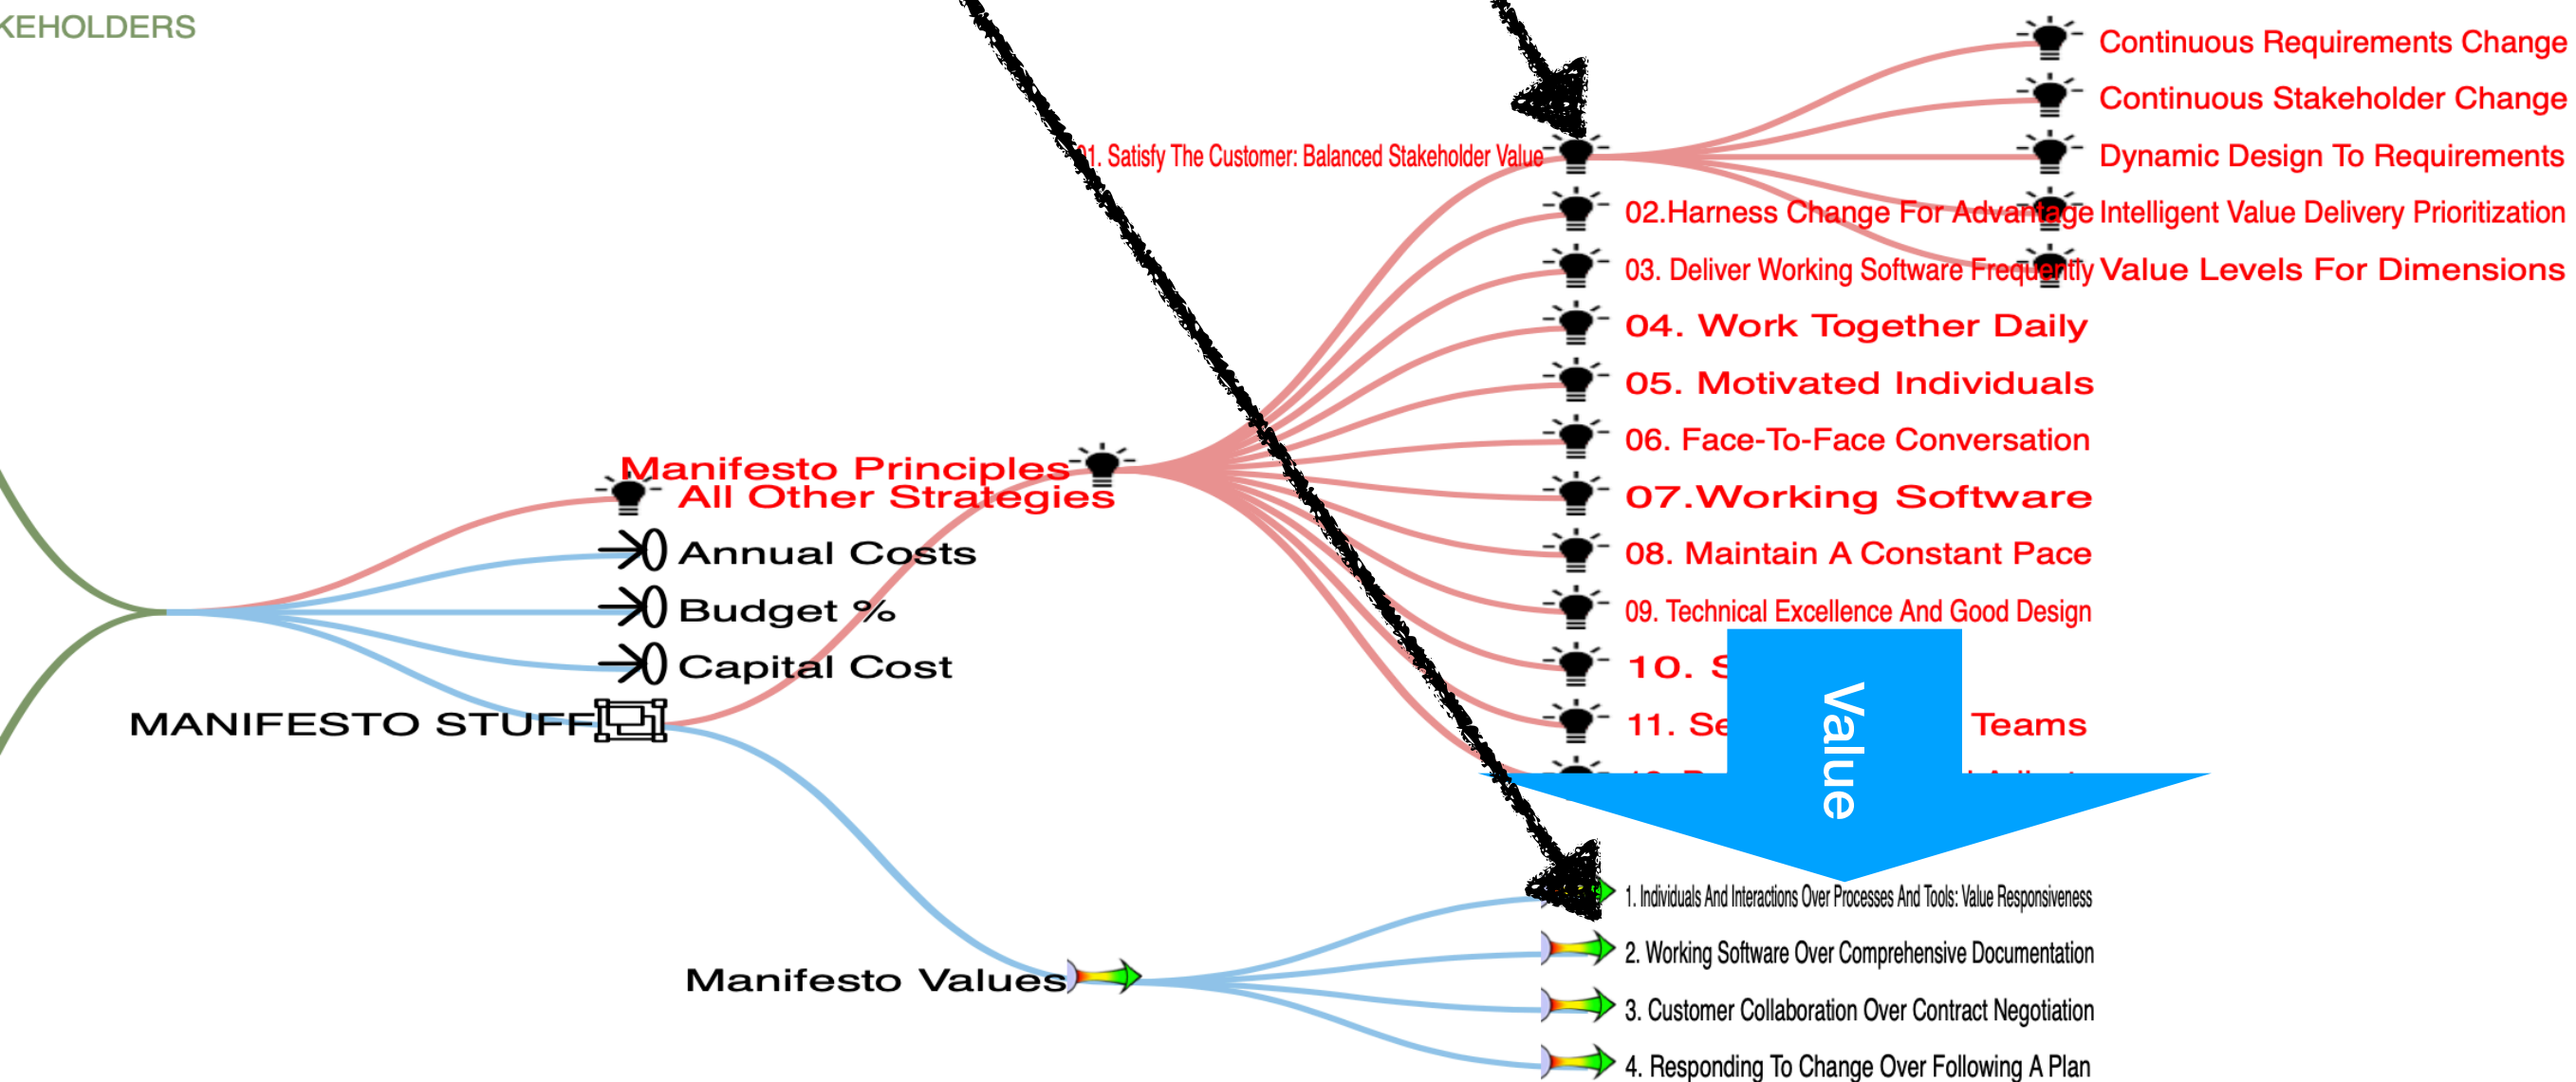 KEHOLDERS
Continuous Requirements Change
Continuous Stakeholder Change
01. Satisfy The Customer: Balanced Stakeholder Value
Dynamic Design To Requirements
02.Harness Change For Advantage
Intelligent Value Delivery Prioritization
03. Deliver Working Software Frequently
Value Levels For Dimensions
04. Work Together Daily
05. Motivated Individuals
06. Face-To-Face Conversation
Manifesto Principles
All Other Strategies
07.Working Software
Annual Costs
08. Maintain A Constant Pace
Budget %
09. Technical Excellence And Good Design
Capital Cost
10. S
MANIFESTO STUFF
11. Se Teams
Value
1. Individuals And Interactions Over Processes And Tools: Value Responsiveness
2. Working Software Over Comprehensive Documentation
Manifesto Values
3. Customer Collaboration Over Contract Negotiation
4. Responding To Change Over Following A Plan